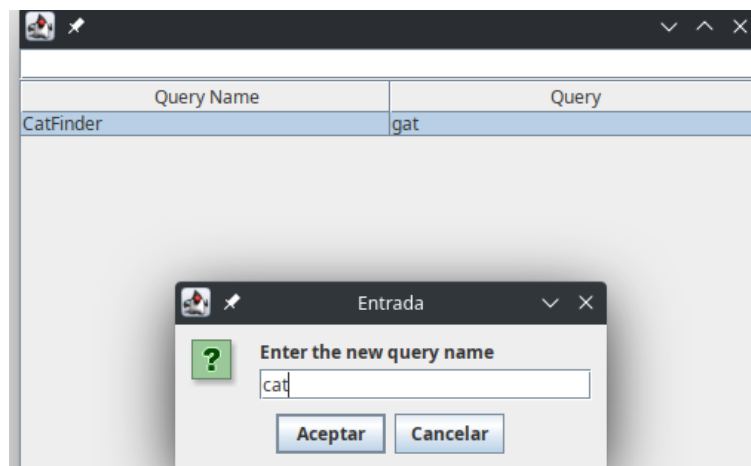 Query Name Query
CatFinder gat
Entrada
?
Enter the new query name
cat
Aceptar Cancelar